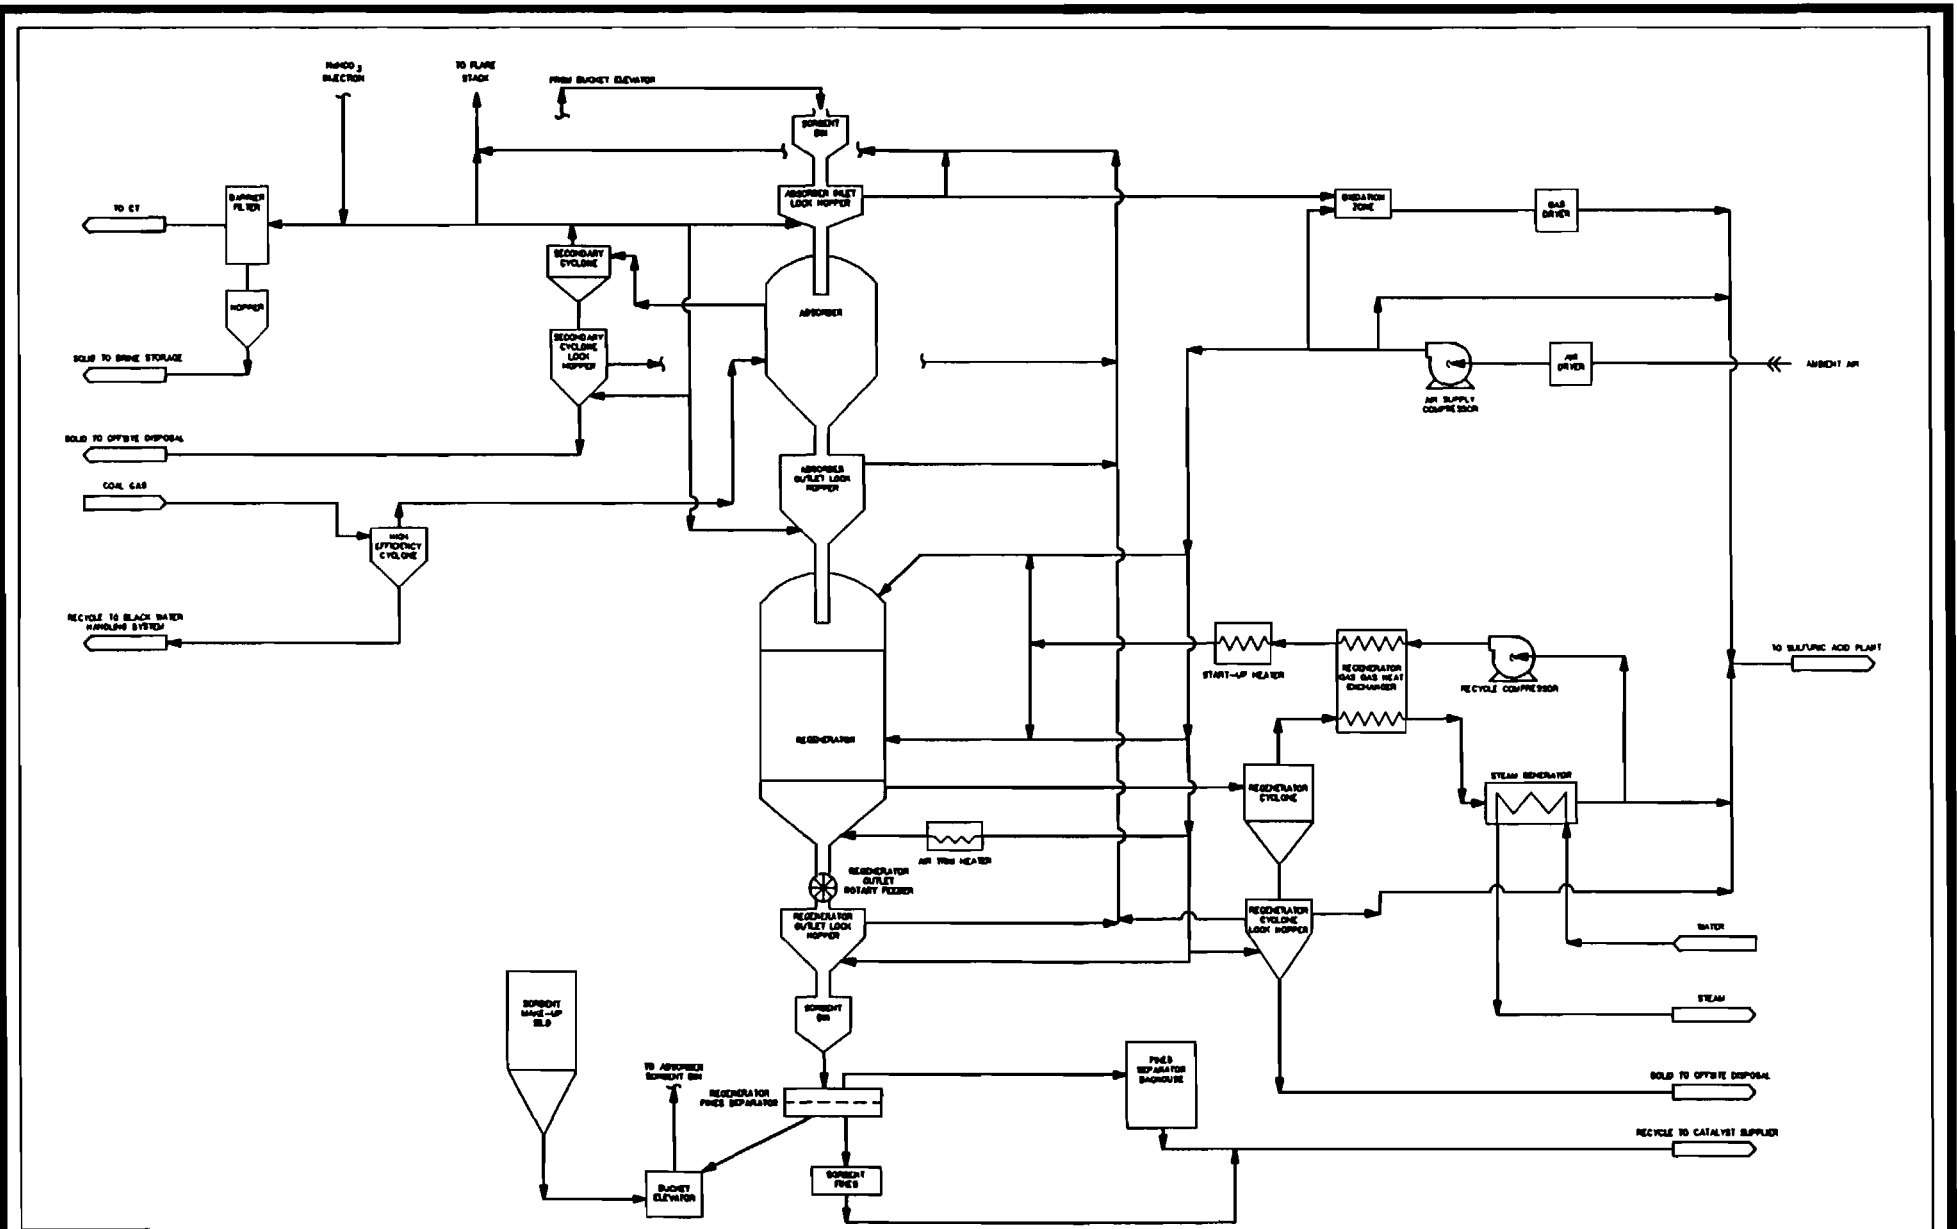 NaHCO3
INJECTION
TO FLARE
STACK
FROM BUCKET ELEVATOR
SORBENT
BIN
ABSORBER INLET
LOCK HOPPER
OXIDATION
ZONE
GAS
DRYER
BARRIER
FILTER
TO CT
SECONDARY
CYCLONE
HOPPER
ABSORBER
SECONDARY
CYCLONE
LOCK
HOPPER
SOLID TO BRINE STORAGE
AIR
DRYER
AMBIENT AIR
AIR SUPPLY
COMPRESSOR
SOLID TO OFFSITE DISPOSAL
ABSORBER
OUTLET LOCK
HOPPER
COAL GAS
HIGH
EFFICIENCY
CYCLONE
RECYCLE TO BLACK WATER
HANDLING SYSTEM
START-UP HEATER
REGENERATOR
GAS GAS HEAT
EXCHANGER
RECYCLE COMPRESSOR
TO SULFURIC ACID PLANT
REGENERATOR
STEAM GENERATOR
REGENERATOR
CYCLONE
AIR TRIM HEATER
REGENERATOR
OUTLET
ROTARY FEEDER
REGENERATOR
OUTLET LOCK
HOPPER
REGENERATOR
CYCLONE
LOCK HOPPER
WATER
STEAM
SORBENT
MAKE-UP
SILO
SORBENT
BIN
TO ABSORBER
SORBENT BIN
REGENERATOR
FINES SEPARATOR
FINES
SEPARATOR
BAGHOUSE
SOLID TO OFFSITE DISPOSAL
RECYCLE TO CATALYST SUPPLIER
BUCKET
ELEVATOR
SORBENT
FINES